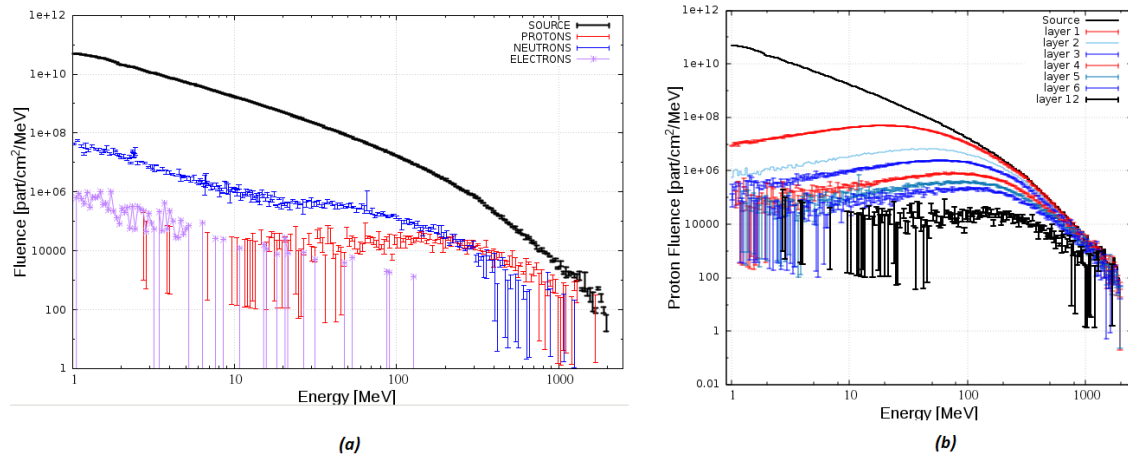 1e+12
1e+10
1e+08
1e+06
10000
100
1
Fluence [part/cm²/MeV]
SOURCE
PROTONS
NEUTRONS
ELECTRONS
1 10 100 1000
Energy [MeV]
(a)
1e+12
1e+10
1e+08
1e+06
10000
100
1
0.01
Proton Fluence [part/cm²/MeV]
Source
layer 1
layer 2
layer 3
layer 4
layer 5
layer 6
layer 12
1 10 100 1000
Energy [MeV]
(b)